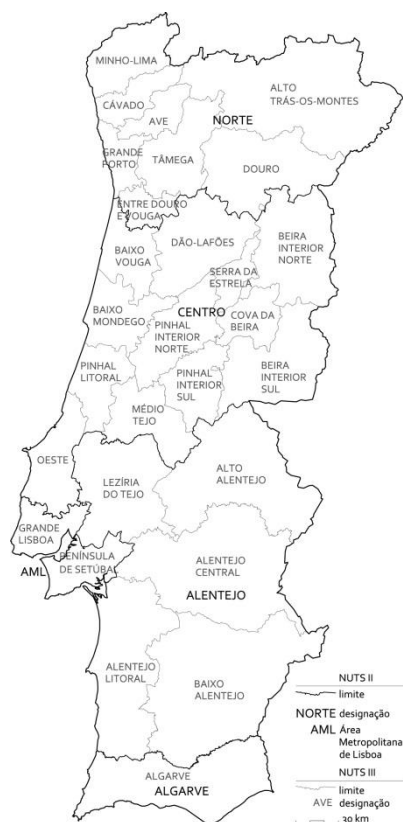 MINHO-LIMA
ALTO
TRÁS-OS-MONTES
CÁVADO
AVE
NORTE
GRANDE
PORTO
TÂMEGA
DOURO
ENTRE DOURO
E VOUGA
BAIXO
VOUGA
DÃO-LAFÕES
BEIRA
INTERIOR
NORTE
SERRA DA
ESTRELA
BAIXO
MONDEGO
CENTRO
COVA DA
BEIRA
PINHAL
INTERIOR
NORTE
PINHAL
LITORAL
PINHAL
INTERIOR
SUL
BEIRA
INTERIOR
SUL
MÉDIO
TEJO
OESTE
LEZÍRIA
DO TEJO
ALTO
ALENTEJO
GRANDE
LISBOA
PENÍNSULA
DE SETÚBAL
AML
ALENTEJO
CENTRAL
ALENTEJO
ALENTEJO
LITORAL
BAIXO
ALENTEJO
ALGARVE
ALGARVE
NUTS II
limite
NORTE designação
AML Área
Metropolitana
de Lisboa
NUTS III
limite
AVE designação
30 km